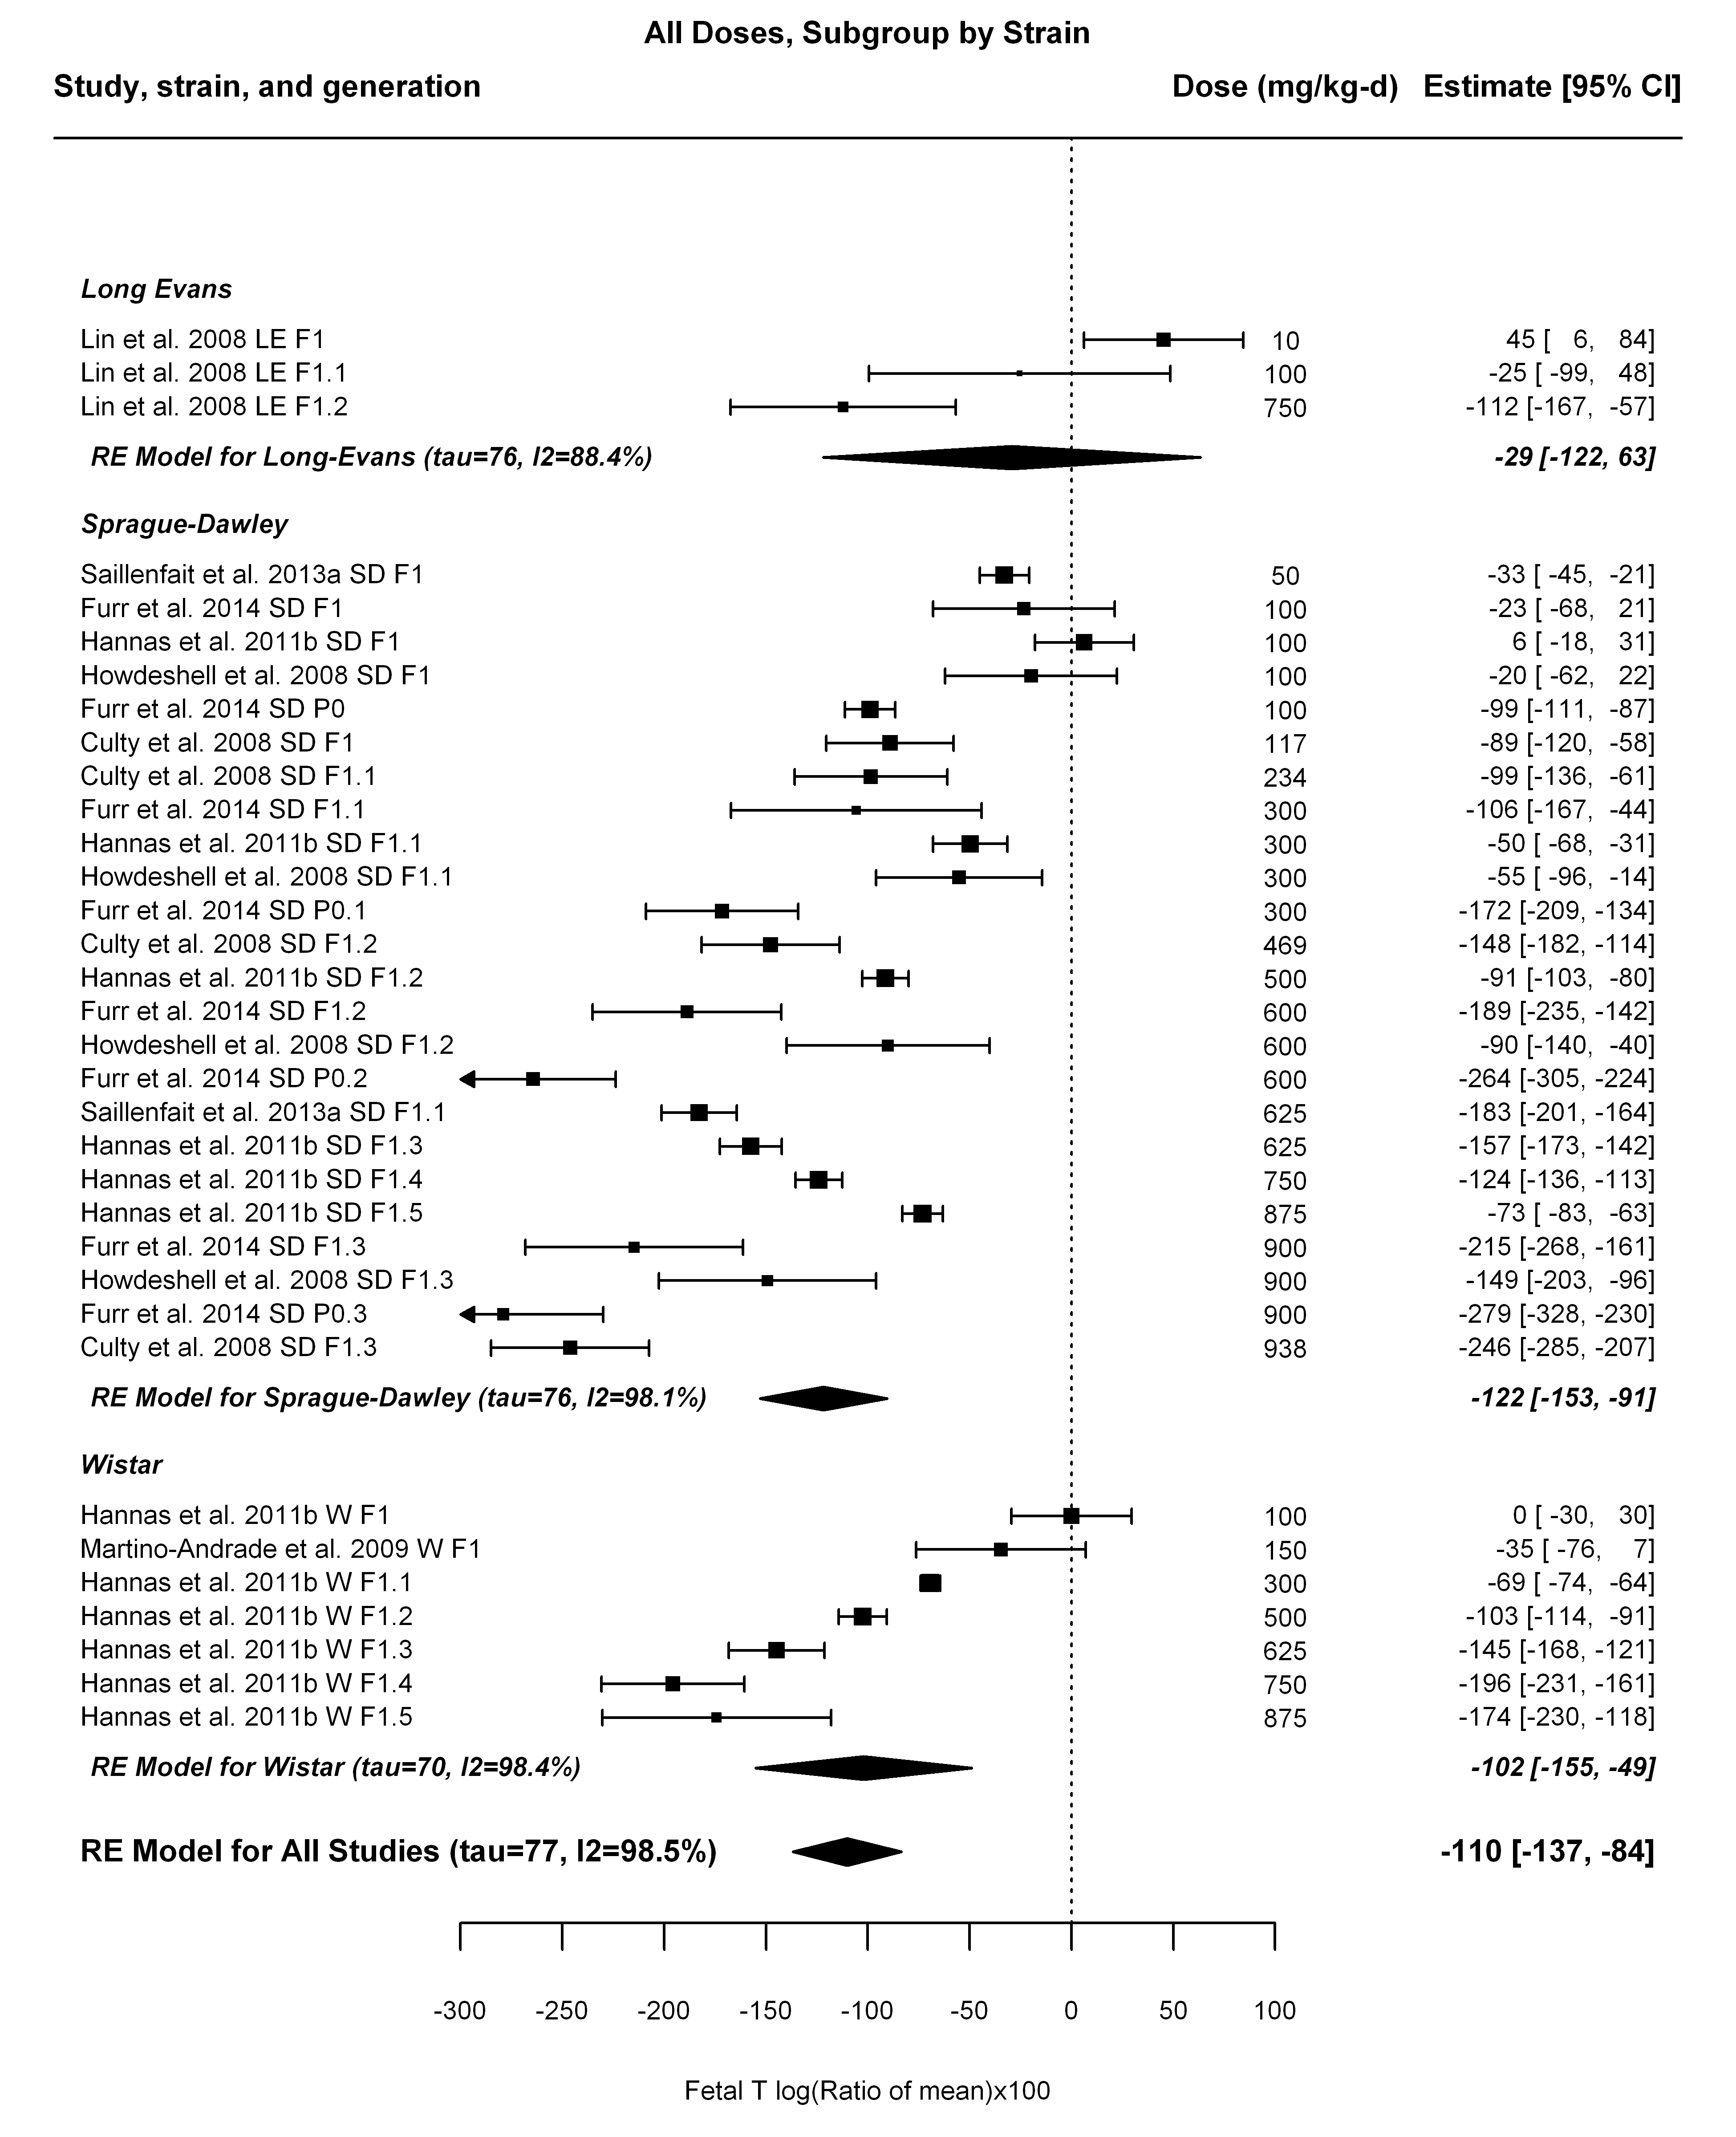 All Doses, Subgroup by Strain
Study, strain, and generation Dose (mg/kg-d) Estimate [95% CI]
Long Evans
Lin et al. 2008 LE F1 10 45 [ 6, 84]
Lin et al. 2008 LE F1.1 100 -25 [ -99, 48]
Lin et al. 2008 LE F1.2 750 -112 [-167, -57]
RE Model for Long-Evans (tau=76, I2=88.4%) -29 [-122, 63]
Sprague-Dawley
Saillenfait et al. 2013a SD F1 50 -33 [ -45, -21]
Furr et al. 2014 SD F1 100 -23 [ -68, 21]
Hannas et al. 2011b SD F1 100 6 [ -18, 31]
Howdeshell et al. 2008 SD F1 100 -20 [ -62, 22]
Furr et al. 2014 SD P0 100 -99 [-111, -87]
Culty et al. 2008 SD F1 117 -89 [-120, -58]
Culty et al. 2008 SD F1.1 234 -99 [-136, -61]
Furr et al. 2014 SD F1.1 300 -106 [-167, -44]
Hannas et al. 2011b SD F1.1 300 -50 [ -68, -31]
Howdeshell et al. 2008 SD F1.1 300 -55 [ -96, -14]
Furr et al. 2014 SD P0.1 300 -172 [-209, -134]
Culty et al. 2008 SD F1.2 469 -148 [-182, -114]
Hannas et al. 2011b SD F1.2 500 -91 [-103, -80]
Furr et al. 2014 SD F1.2 600 -189 [-235, -142]
Howdeshell et al. 2008 SD F1.2 600 -90 [-140, -40]
Furr et al. 2014 SD P0.2 600 -264 [-305, -224]
Saillenfait et al. 2013a SD F1.1 625 -183 [-201, -164]
Hannas et al. 2011b SD F1.3 625 -157 [-173, -142]
Hannas et al. 2011b SD F1.4 750 -124 [-136, -113]
Hannas et al. 2011b SD F1.5 875 -73 [ -83, -63]
Furr et al. 2014 SD F1.3 900 -215 [-268, -161]
Howdeshell et al. 2008 SD F1.3 900 -149 [-203, -96]
Furr et al. 2014 SD P0.3 900 -279 [-328, -230]
Culty et al. 2008 SD F1.3 938 -246 [-285, -207]
RE Model for Sprague-Dawley (tau=76, I2=98.1%) -122 [-153, -91]
Wistar
Hannas et al. 2011b W F1 100 0 [ -30, 30]
Martino-Andrade et al. 2009 W F1 150 -35 [ -76, 7]
Hannas et al. 2011b W F1.1 300 -69 [ -74, -64]
Hannas et al. 2011b W F1.2 500 -103 [-114, -91]
Hannas et al. 2011b W F1.3 625 -145 [-168, -121]
Hannas et al. 2011b W F1.4 750 -196 [-231, -161]
Hannas et al. 2011b W F1.5 875 -174 [-230, -118]
RE Model for Wistar (tau=70, I2=98.4%) -102 [-155, -49]
RE Model for All Studies (tau=77, I2=98.5%) -110 [-137, -84]
-300 -250 -200 -150 -100 -50 0 50 100
Fetal T log(Ratio of mean)x100